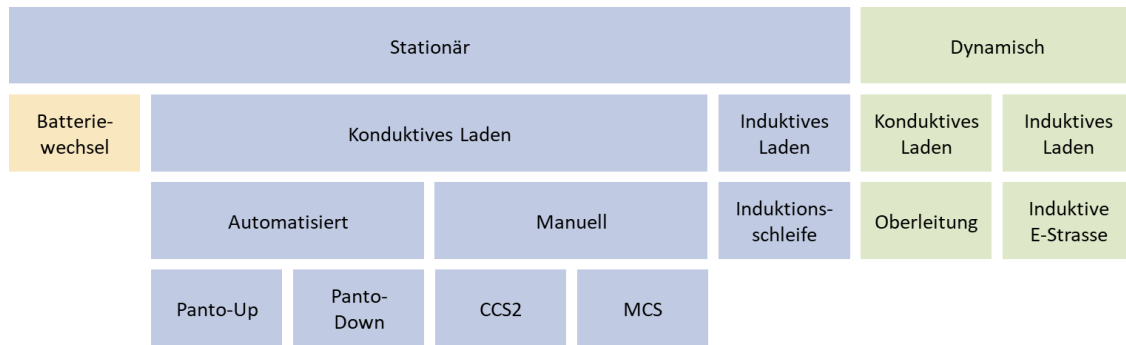 Stationär
Dynamisch
Batterie-
wechsel
Konduktives Laden
Induktives
Laden
Konduktives
Laden
Induktives
Laden
Automatisiert
Manuell
Induktions-
schleife
Oberleitung
Induktive
E-Strasse
Panto-Up
Panto-
Down
CCS2
MCS